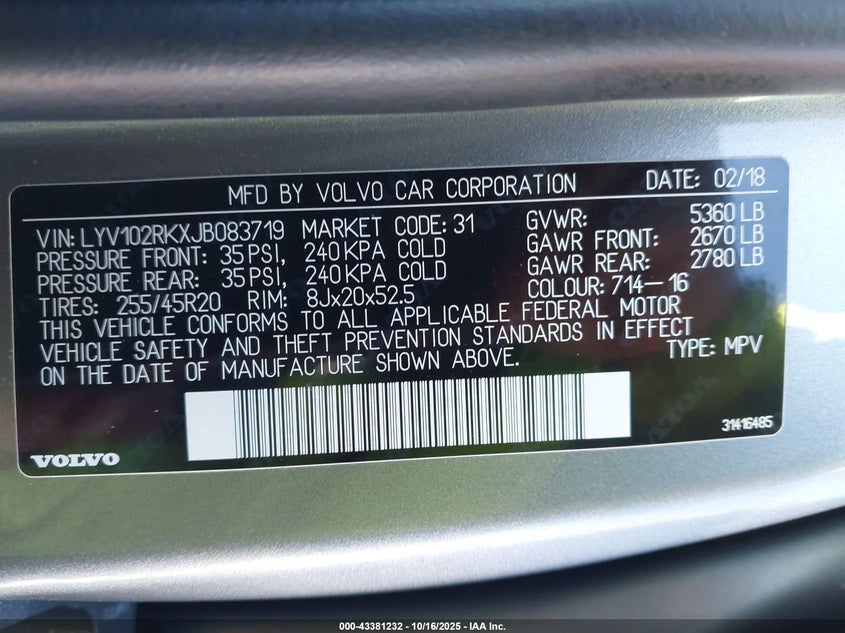 MFD BY VOLVO CAR CORPORATION DATE: 02/18
VIN: LYV102RKXJB083719 MARKET CODE: 31 GVWR: 5360 LB
PRESSURE FRONT: 35 PSI, 240 KPA COLD GAWR FRONT: 2670 LB
PRESSURE REAR: 35 PSI, 240 KPA COLD GAWR REAR: 2780 LB
TIRES: 255/45R20 RIM: 8Jx20x52.5 COLOUR: 714-16
THIS VEHICLE CONFORMS TO ALL APPLICABLE FEDERAL MOTOR
VEHICLE SAFETY AND THEFT PREVENTION STANDARDS IN EFFECT
ON THE DATE OF MANUFACTURE SHOWN ABOVE. TYPE: MPV
31416485
VOLVO
000-43381232 | 10/16/2025 - IAA Inc.